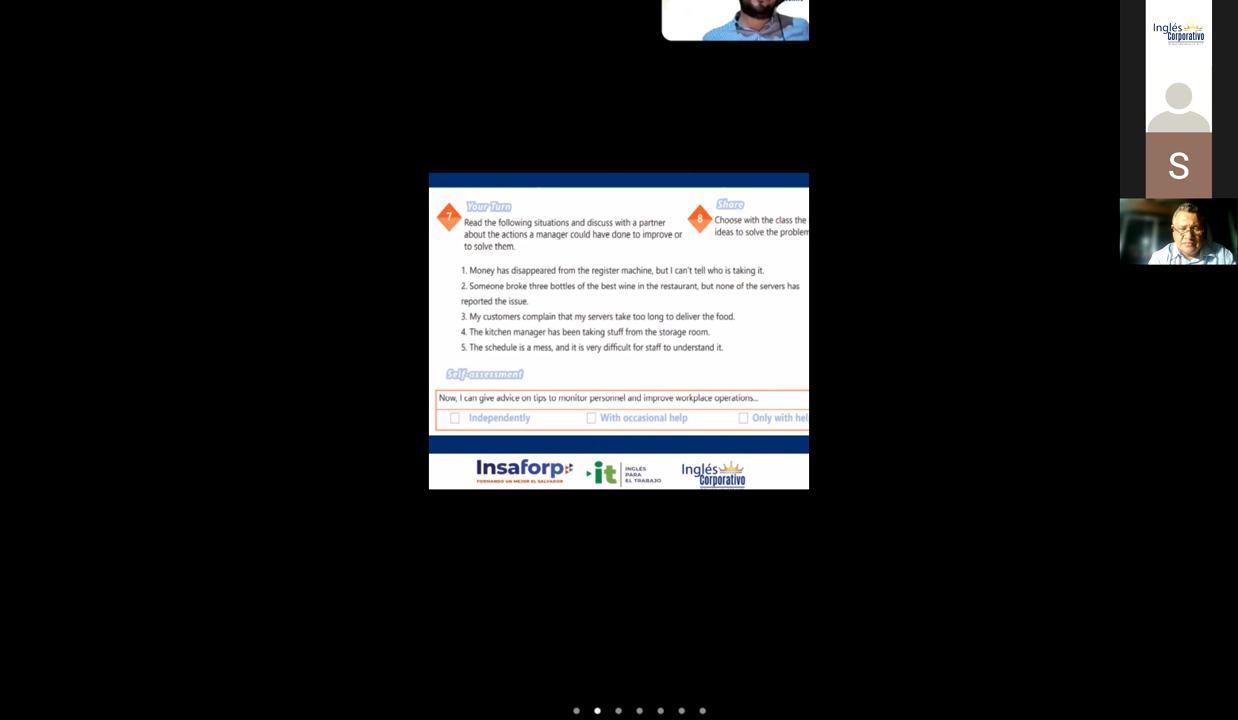 Inglés
Corporativo
S
7
Your Turn
Read the following situations and discuss with a partner
about the actions a manager could have done to improve or
to solve them.
8
Share
Choose with the class the
ideas to solve the problem
1. Money has disappeared from the register machine, but I can't tell who is taking it.
2. Someone broke three bottles of the best wine in the restaurant, but none of the servers has
reported the issue.
3. My customers complain that my servers take too long to deliver the food.
4. The kitchen manager has been taking stuff from the storage room.
5. The schedule is a mess, and it is very difficult for staff to understand it.
Self-assessment
Now, I can give advice on tips to monitor personnel and improve workplace operations...
Independently
With occasional help
Only with hel
Insaforp
FORMANDO UN MEJOR EL SALVADOR
it
INGLÉS
PARA
EL TRABAJO
Inglés
Corporativo